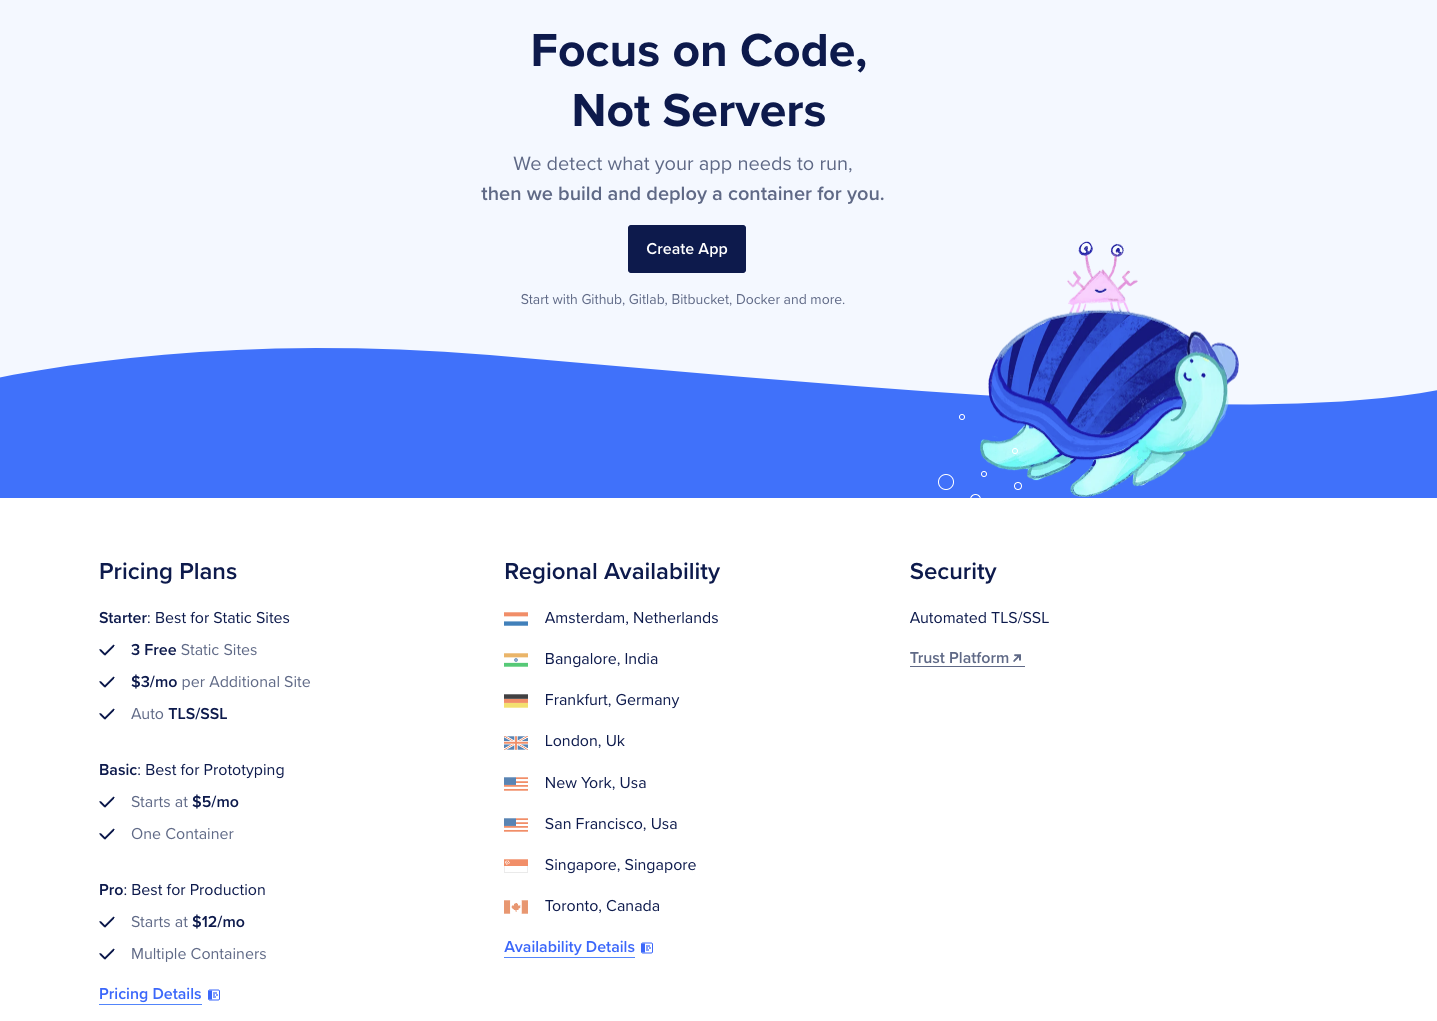 Focus on Code,
Not Servers
We detect what your app needs to run,
then we build and deploy a container for you.
Create App
Start with Github, Gitlab, Bitbucket, Docker and more.
Pricing Plans
Starter: Best for Static Sites
3 Free Static Sites
$3/mo per Additional Site
Auto TLS/SSL
Basic: Best for Prototyping
Starts at $5/mo
One Container
Pro: Best for Production
Starts at $12/mo
Multiple Containers
Pricing Details
Regional Availability
Amsterdam, Netherlands
Bangalore, India
Frankfurt, Germany
London, Uk
New York, Usa
San Francisco, Usa
Singapore, Singapore
Toronto, Canada
Availability Details
Security
Automated TLS/SSL
Trust Platform